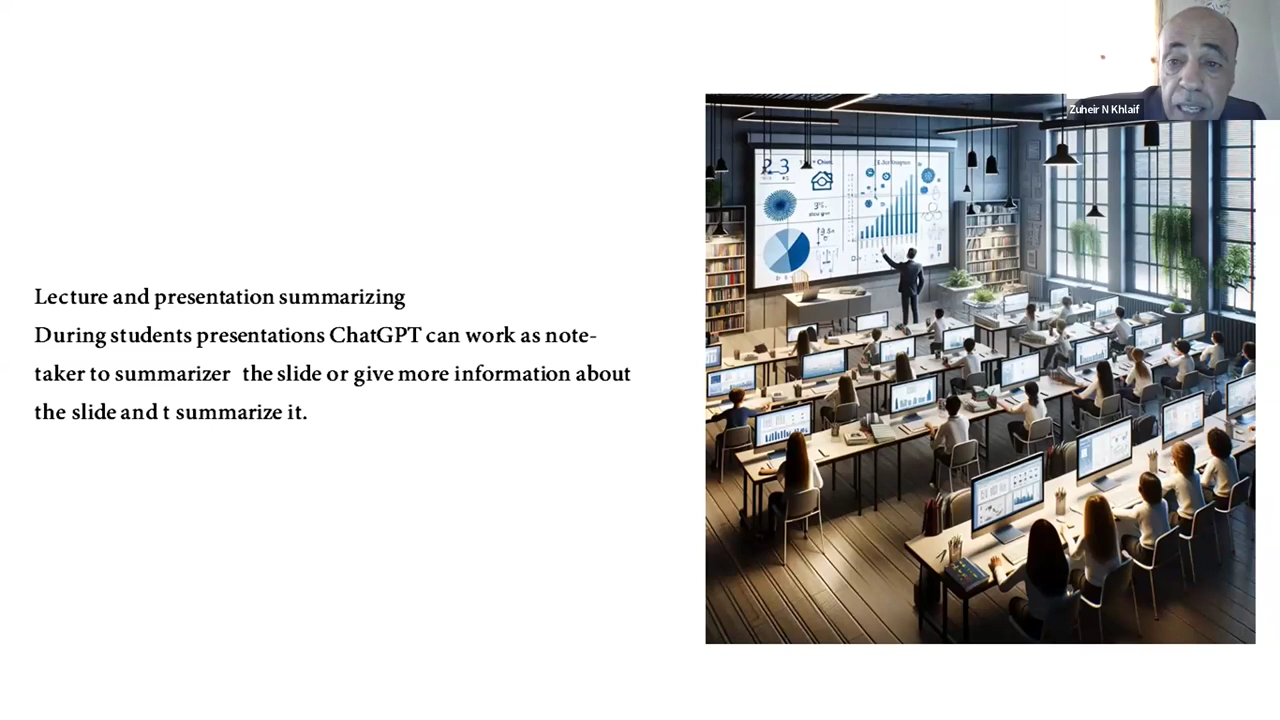 Zuheir N Khlaif
Lecture and presentation summarizing
During students presentations ChatGPT can work as note-
taker to summarizer  the slide or give more information about
the slide and t summarize it.